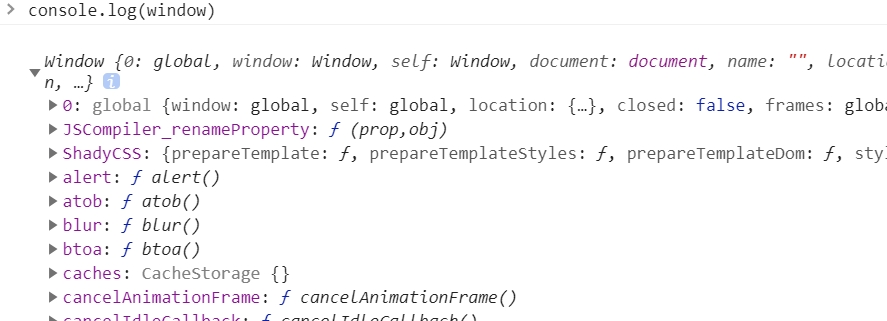 > console.log(window)
▼ Window {0: global, window: Window, self: Window, document: document, name: "", locatio
n, …} i
▶ 0: global {window: global, self: global, location: {…}, closed: false, frames: globa
▶ JSCompiler_renameProperty: ƒ (prop,obj)
▶ ShadyCSS: {prepareTemplate: ƒ, prepareTemplateStyles: ƒ, prepareTemplateDom: ƒ, styl
▶ alert: ƒ alert()
▶ atob: ƒ atob()
▶ blur: ƒ blur()
▶ btoa: ƒ btoa()
▶ caches: CacheStorage {}
▶ cancelAnimationFrame: ƒ cancelAnimationFrame()
▶ cancelIdleCallback: ƒ cancelIdleCallback()